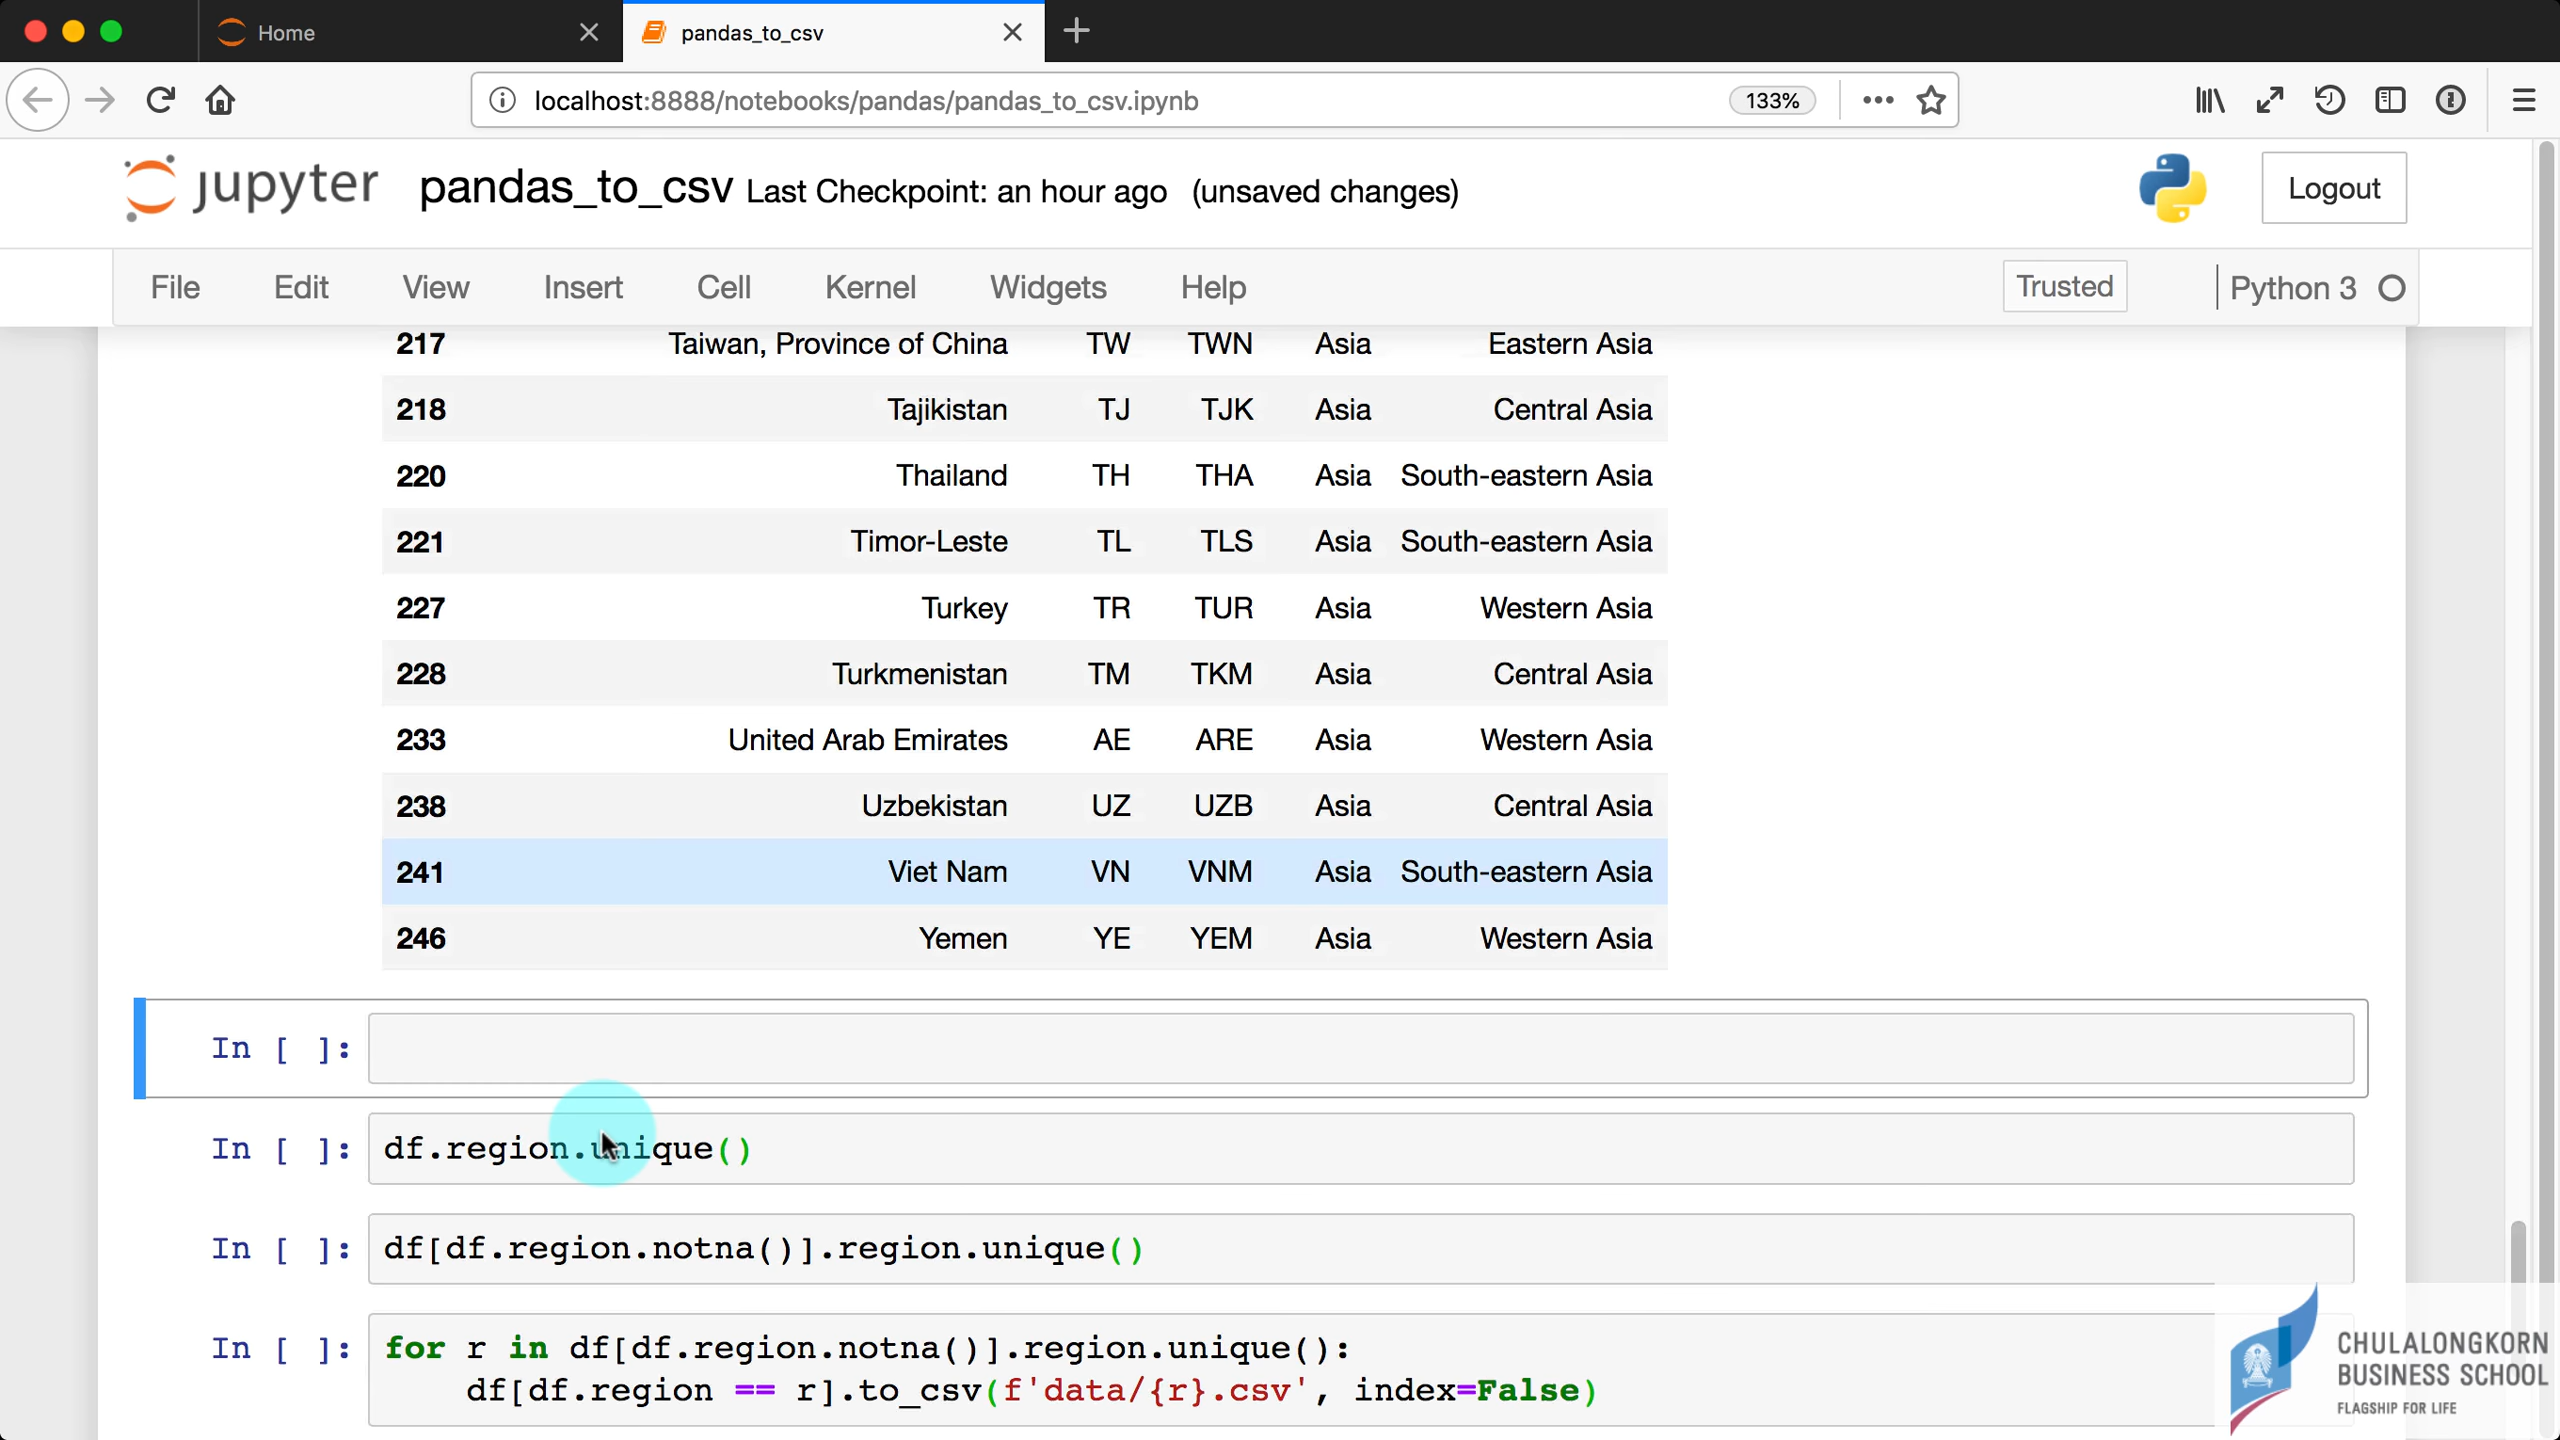 Home
pandas_to_csv
localhost:8888/notebooks/pandas/pandas_to_csv.ipynb
133%
jupyter pandas_to_csv Last Checkpoint: an hour ago (unsaved changes)
Logout
File Edit View Insert Cell Kernel Widgets Help Trusted Python 3
217 Taiwan, Province of China TW TWN Asia Eastern Asia
218 Tajikistan TJ TJK Asia Central Asia
220 Thailand TH THA Asia South-eastern Asia
221 Timor-Leste TL TLS Asia South-eastern Asia
227 Turkey TR TUR Asia Western Asia
228 Turkmenistan TM TKM Asia Central Asia
233 United Arab Emirates AE ARE Asia Western Asia
238 Uzbekistan UZ UZB Asia Central Asia
241 Viet Nam VN VNM Asia South-eastern Asia
246 Yemen YE YEM Asia Western Asia
In [ ]:
In [ ]: df.region.unique()
In [ ]: df[df.region.notna()].region.unique()
In [ ]: for r in df[df.region.notna()].region.unique():
df[df.region == r].to_csv(f'data/{r}.csv', index=False)
CHULALONGKORN
BUSINESS SCHOOL
FLAGSHIP FOR LIFE